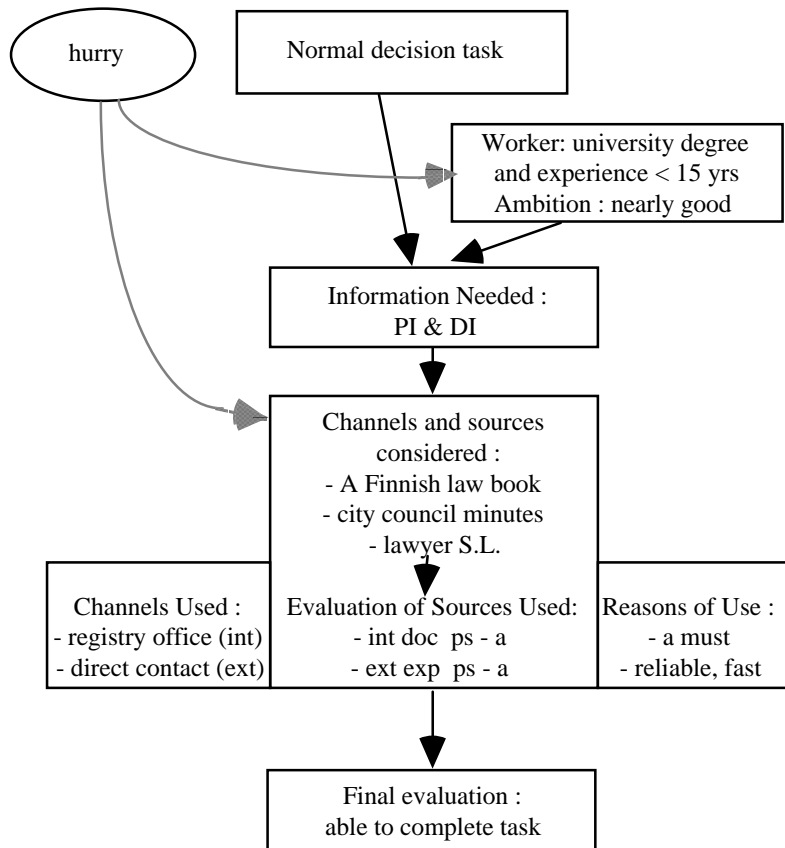 hurry
Normal decision task
Worker: university degree
and experience < 15 yrs
Ambition : nearly good
Information Needed :
PI & DI
Channels and sources
considered :
- A Finnish law book
- city council minutes
- lawyer S.L.
Channels Used :
- registry office (int)
- direct contact (ext)
Evaluation of Sources Used:
- int doc ps - a
- ext exp ps - a
Reasons of Use :
- a must
- reliable, fast
Final evaluation :
able to complete task